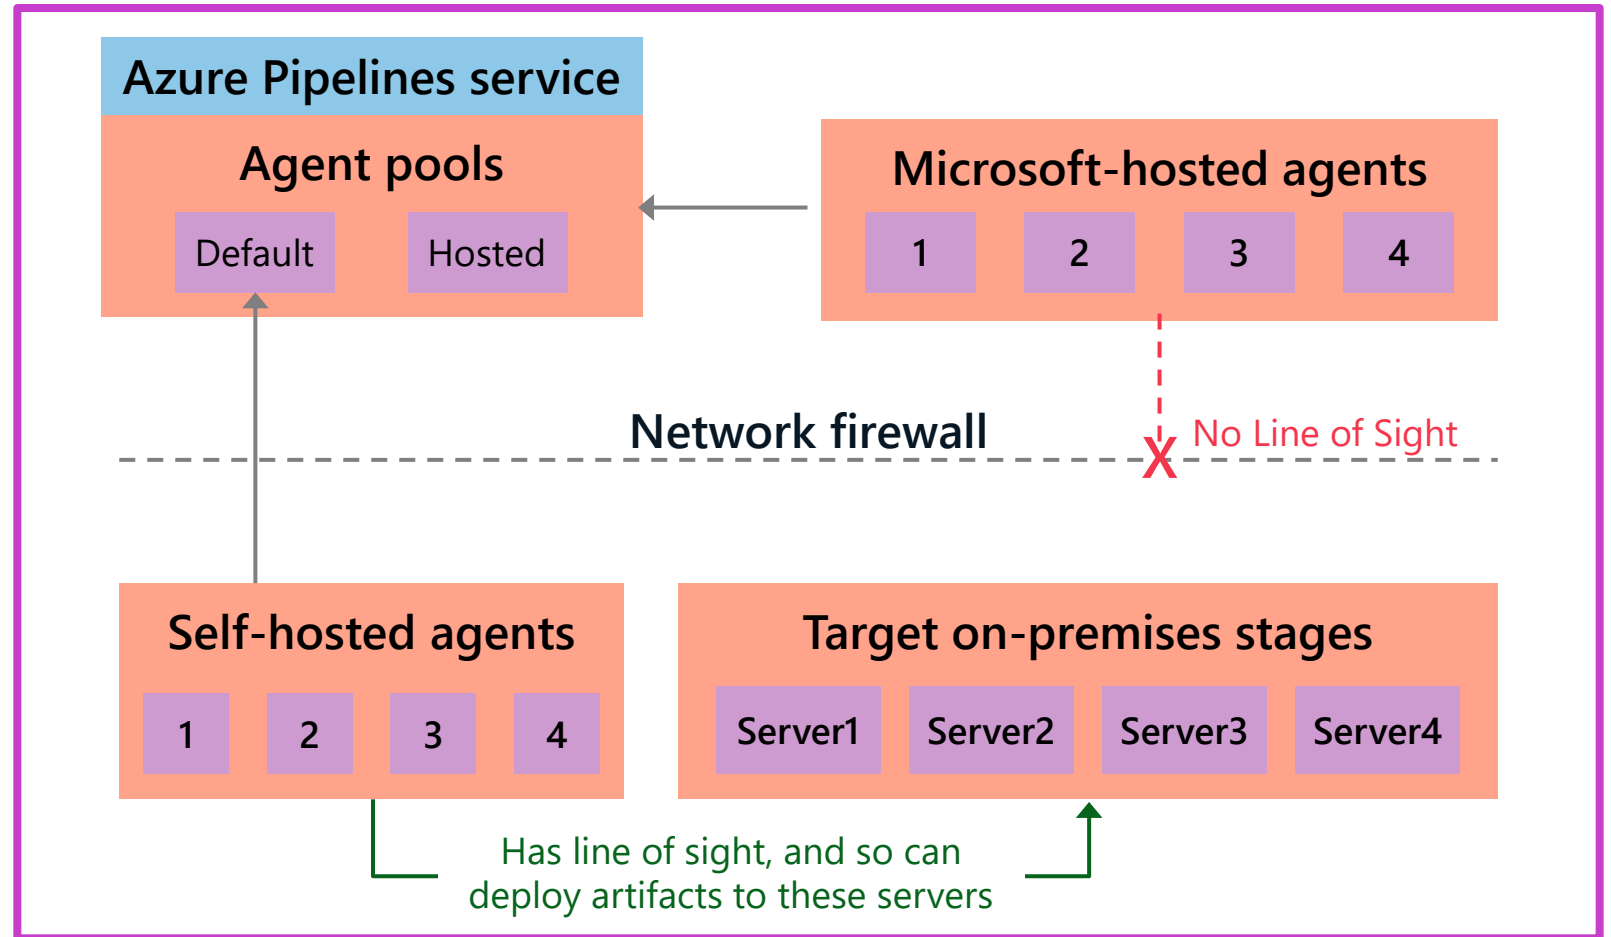 Azure Pipelines service
Agent pools
Default
Hosted
Microsoft-hosted agents
1
2
3
4
Network firewall
No Line of Sight
X
Self-hosted agents
1
2
3
4
Target on-premises stages
Server1
Server2
Server3
Server4
Has line of sight, and so can
deploy artifacts to these servers